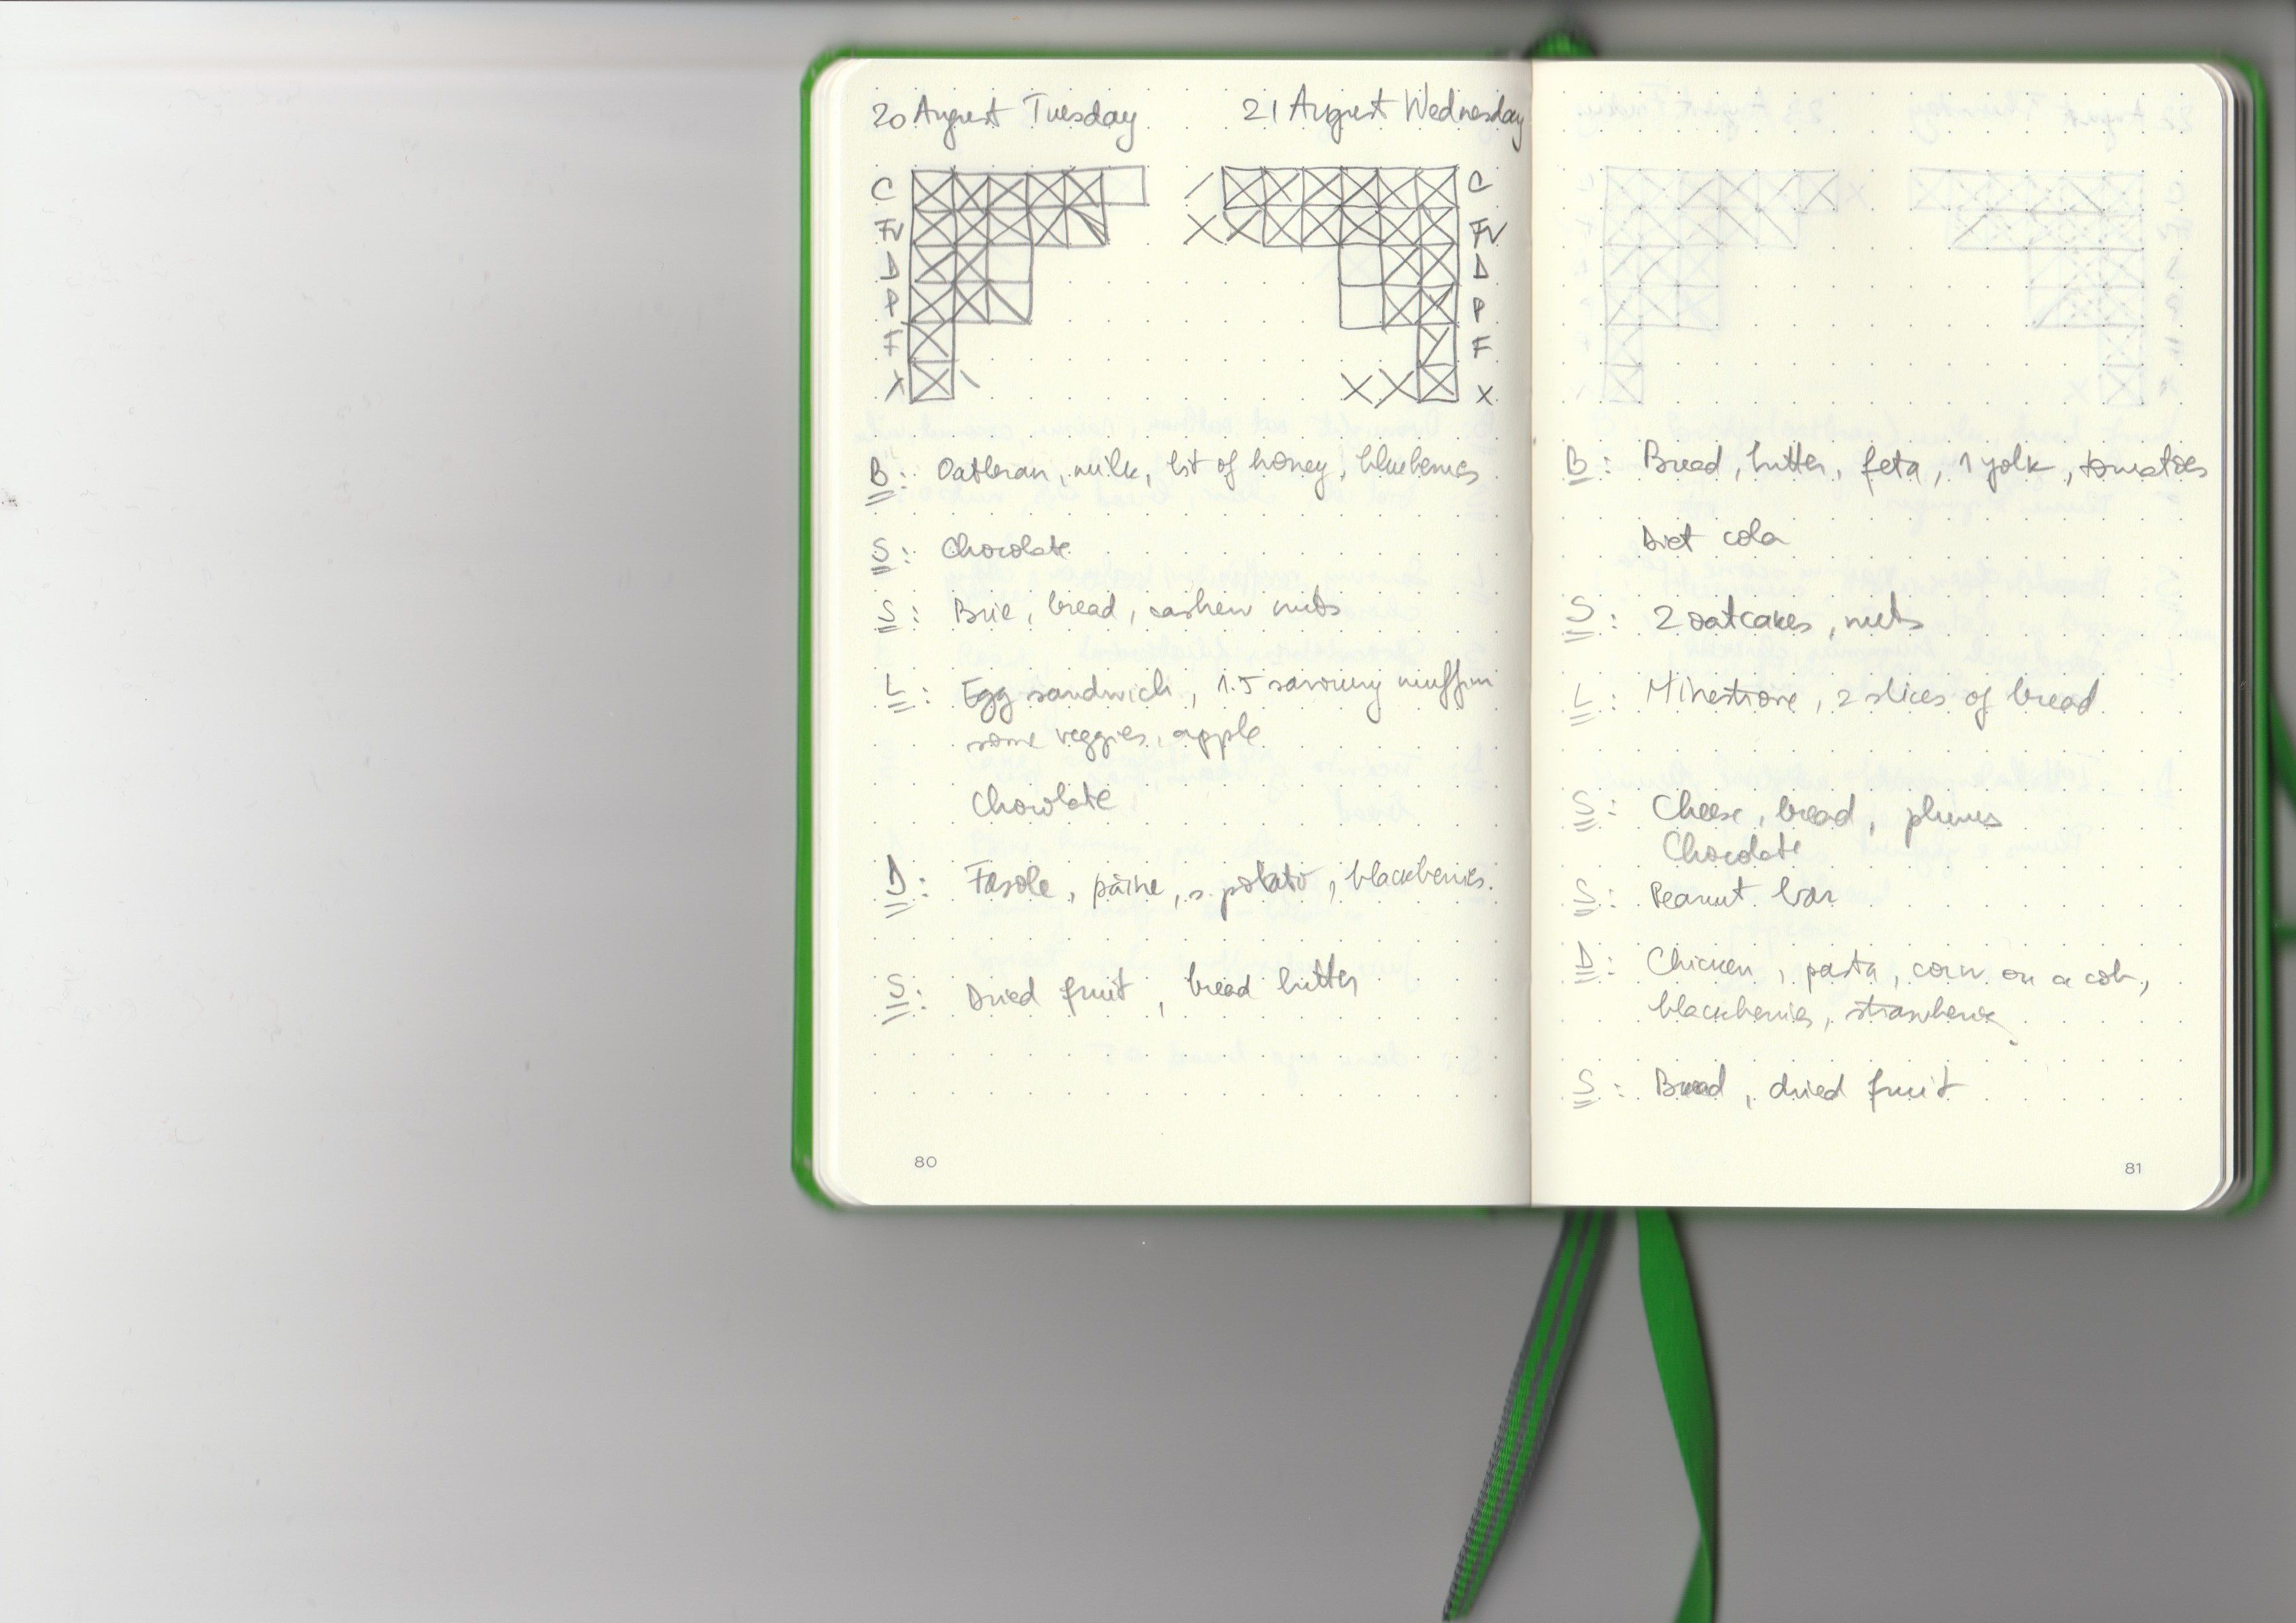 20 August Tuesday
21 August Wednesday
C
FV
D
P
F
X
C
FV
D
P
F
X
B: Oatbran, milk, bit of honey, blueberries
S: Chocolate
S: Brie, bread, cashew nuts
L: Egg sandwich, 1.5 savoury muffin
some veggies, apple
Chocolate
D: Fasole, pâine, s. potato, blackberries.
S: Dried fruit, bread butter
80
B: Bread, butter, feta, 1 yolk, tomatoes
Diet cola
S: 2 oatcakes, nuts
L: Minestrone, 2 slices of bread
S: Cheese, bread, plums
Chocolate
S: Peanut bar
D: Chicken, pasta, corn on a cob,
blackberries, strawberries
S: Bread, dried fruit
81